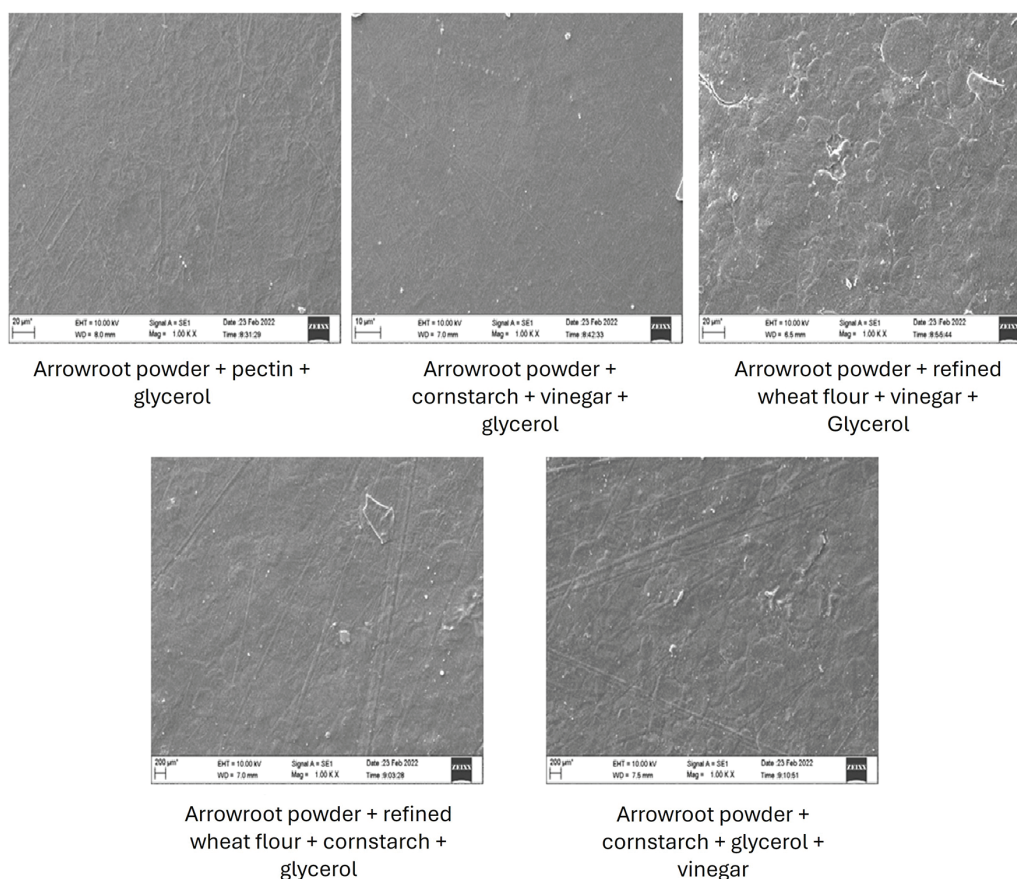 20 µm*
EHT = 10.00 kV Signal A = SE1 Date :23 Feb 2022
WD = 8.0 mm Mag = 1.00 K X Time :8:31:29
ZEISS
10 µm*
EHT = 10.00 kV Signal A = SE1 Date :23 Feb 2022
WD = 7.0 mm Mag = 1.00 K X Time :8:42:33
ZEISS
20 µm*
EHT = 10.00 kV Signal A = SE1 Date :23 Feb 2022
WD = 6.5 mm Mag = 1.00 K X Time :8:56:44
Arrowroot powder + pectin +
glycerol
Arrowroot powder +
cornstarch + vinegar +
glycerol
Arrowroot powder + refined
wheat flour + vinegar +
Glycerol
200 µm*
EHT = 10.00 kV Signal A = SE1 Date :23 Feb 2022
WD = 7.0 mm Mag = 1.00 K X Time :9:03:28
ZEISS
200 µm*
EHT = 10.00 kV Signal A = SE1 Date :23 Feb 2022
WD = 7.5 mm Mag = 1.00 K X Time :9:10:51
ZEISS
Arrowroot powder + refined
wheat flour + cornstarch +
glycerol
Arrowroot powder +
cornstarch + glycerol +
vinegar